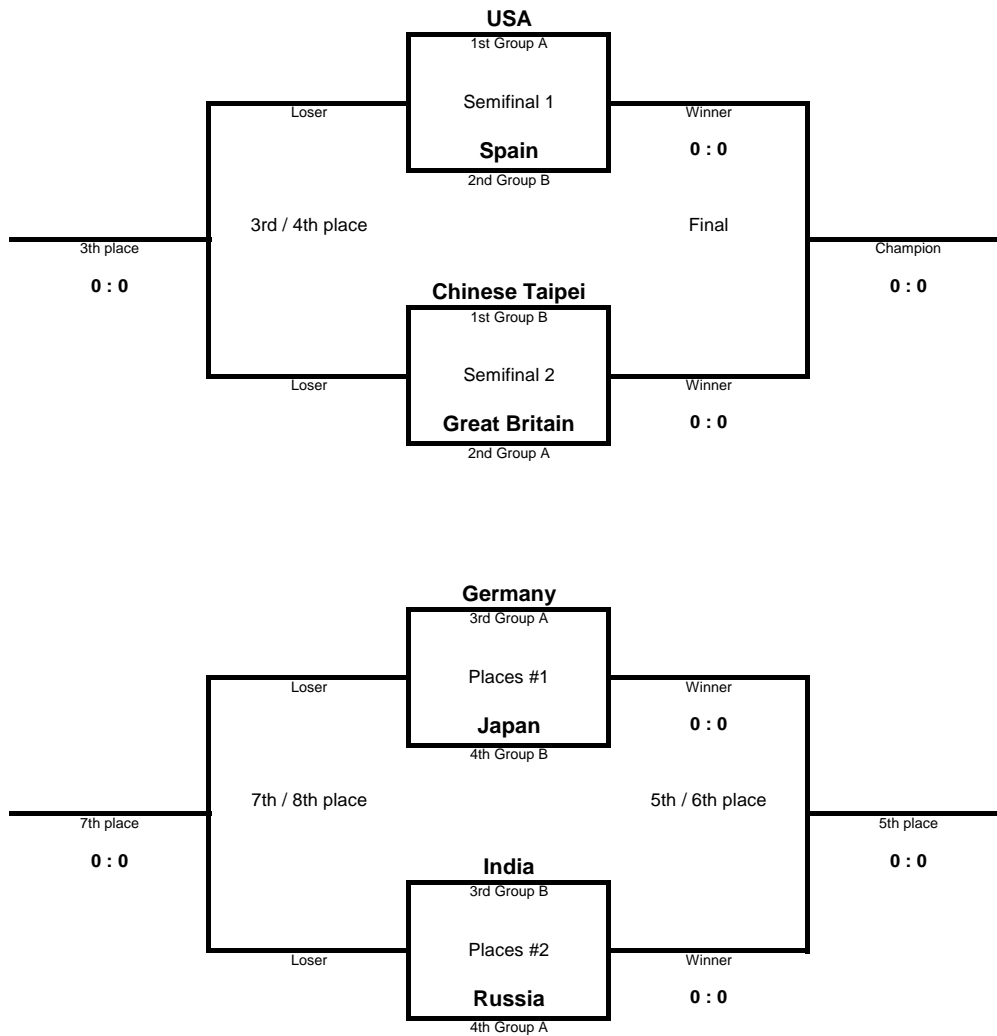 USA
1st Group A
Loser Semifinal 1 Winner
Spain 0 : 0
2nd Group B
3rd / 4th place Final
3th place Champion
0 : 0 0 : 0
Chinese Taipei
1st Group B
Loser Semifinal 2 Winner
Great Britain 0 : 0
2nd Group A
Germany
3rd Group A
Loser Places #1 Winner
Japan 0 : 0
4th Group B
7th / 8th place 5th / 6th place
7th place 5th place
0 : 0 0 : 0
India
3rd Group B
Loser Places #2 Winner
Russia 0 : 0
4th Group A